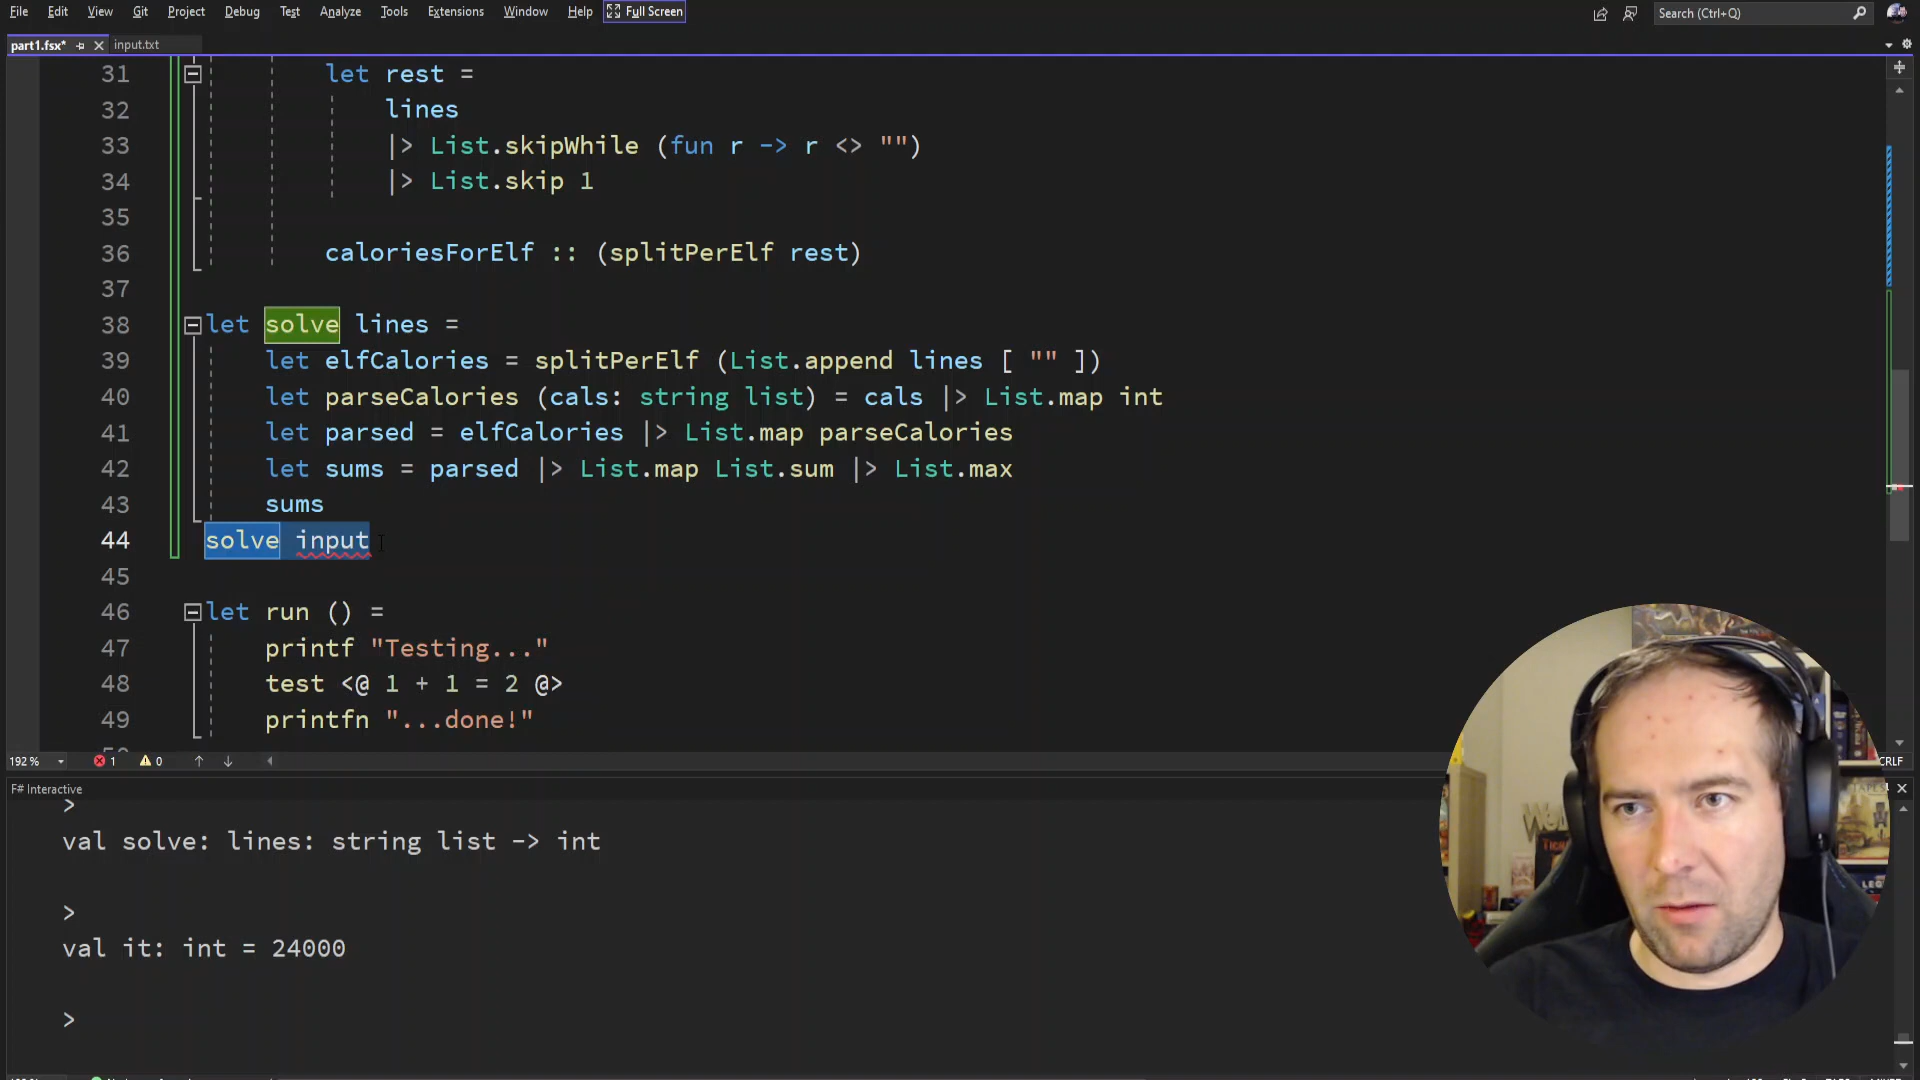 File Edit View Git Project Debug Test Analyze Tools Extensions Window Help Full Screen Search (Ctrl+Q)
part1.fsx* input.txt
31 let rest =
32 lines
33 |> List.skipWhile (fun r -> r <> "")
34 |> List.skip 1
35
36 caloriesForElf :: (splitPerElf rest)
37
38 let solve lines =
39 let elfCalories = splitPerElf (List.append lines [ "" ])
40 let parseCalories (cals: string list) = cals |> List.map int
41 let parsed = elfCalories |> List.map parseCalories
42 let sums = parsed |> List.map List.sum |> List.max
43 sums
44 solve input
45
46 let run () =
47 printf "Testing..."
48 test <@ 1 + 1 = 2 @>
49 printfn "...done!"
192 % 1 0 CRLF
F# Interactive
>
val solve: lines: string list -> int
>
val it: int = 24000
>